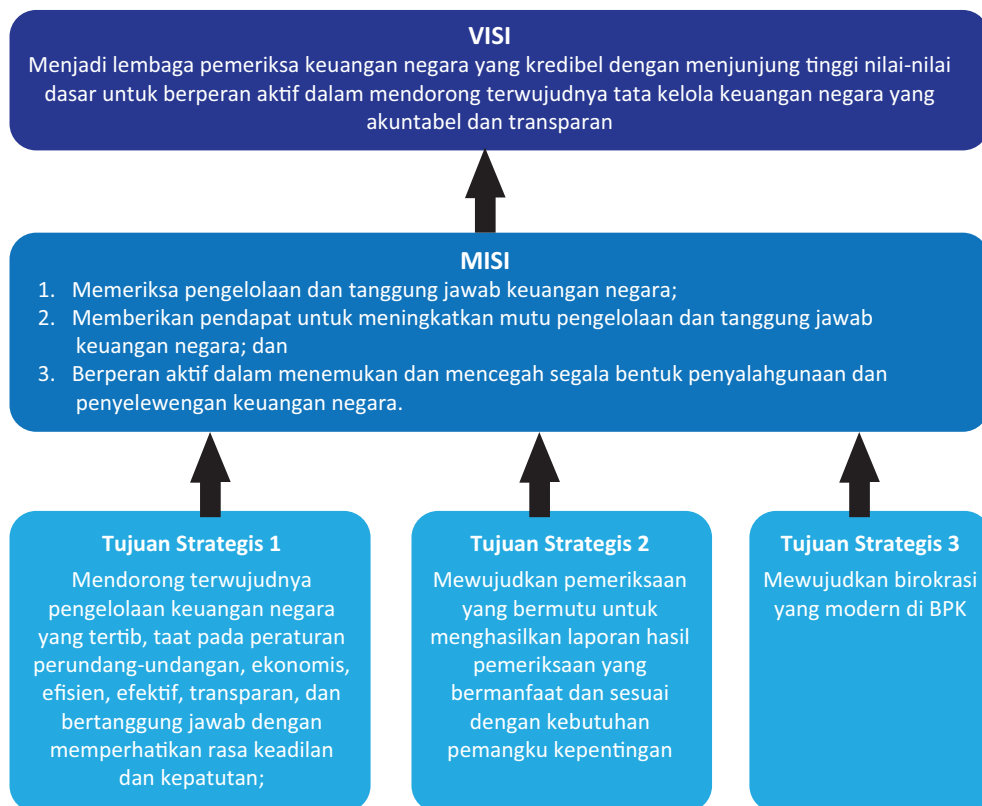 VISI
Menjadi lembaga pemeriksa keuangan negara yang kredibel dengan menjunjung tinggi nilai-nilai
dasar untuk berperan aktif dalam mendorong terwujudnya tata kelola keuangan negara yang
akuntabel dan transparan
MISI
1. Memeriksa pengelolaan dan tanggung jawab keuangan negara;
2. Memberikan pendapat untuk meningkatkan mutu pengelolaan dan tanggung jawab
keuangan negara; dan
3. Berperan aktif dalam menemukan dan mencegah segala bentuk penyalahgunaan dan
penyelewengan keuangan negara.
Tujuan Strategis 1
Mendorong terwujudnya
pengelolaan keuangan negara
yang tertib, taat pada peraturan
perundang-undangan, ekonomis,
efisien, efektif, transparan, dan
bertanggung jawab dengan
memperhatikan rasa keadilan
dan kepatutan;
Tujuan Strategis 2
Mewujudkan pemeriksaan
yang bermutu untuk
menghasilkan laporan hasil
pemeriksaan yang
bermanfaat dan sesuai
dengan kebutuhan
pemangku kepentingan
Tujuan Strategis 3
Mewujudkan birokrasi
yang modern di BPK